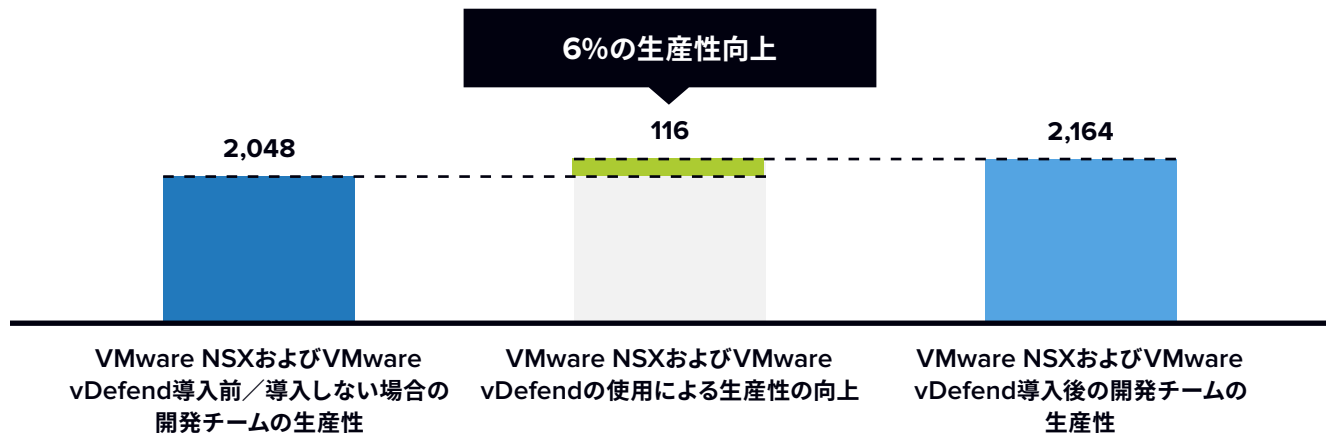 6%の生産性向上
2,048
116
2,164
VMware NSXおよびVMware
vDefend導入前／導入しない場合の
開発チームの生産性
VMware NSXおよびVMware
vDefendの使用による生産性の向上
VMware NSXおよびVMware
vDefend導入後の開発チームの
生産性